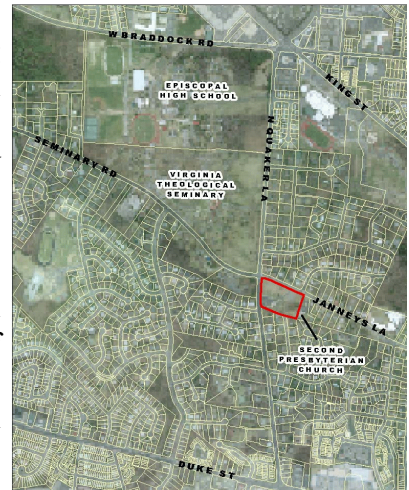 W BRADDOCK RD
EPISCOPAL
HIGH SCHOOL
KING ST
N QUAKER LA
SEMINARY RD
VIRGINIA
THEOLOGICAL
SEMINARY
JANNEYS LA
SECOND
PRESBYTERIAN
CHURCH
DUKE ST